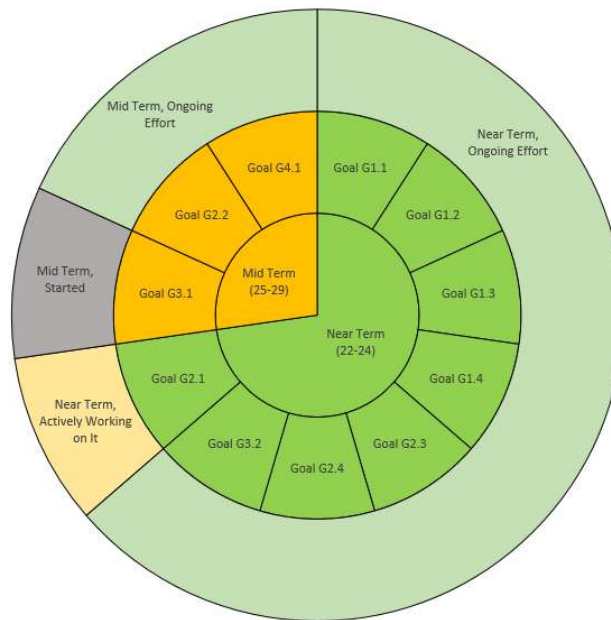 Mid Term, Ongoing
Effort
Near Term,
Ongoing Effort
Goal G4.1
Goal G1.1
Goal G2.2
Goal G1.2
Mid Term,
Started
Goal G3.1
Mid Term
(25-29)
Goal G1.3
Near Term
(22-24)
Goal G2.1
Goal G1.4
Near Term,
Actively Working
on It
Goal G3.2
Goal G2.4
Goal G2.3